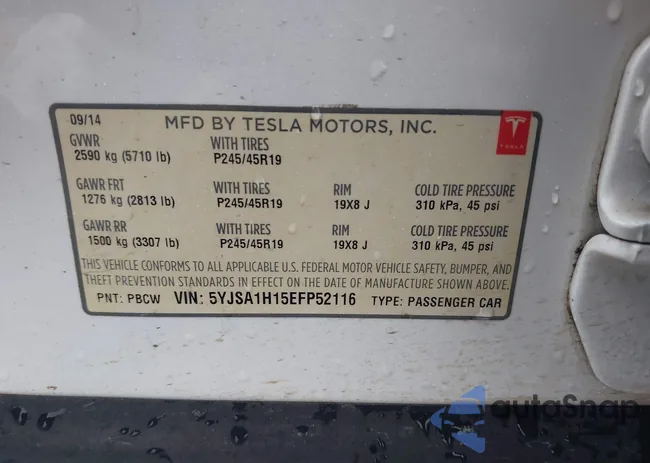 09/14 MFD BY TESLA MOTORS, INC.
TESLA
GVWR WITH TIRES
2590 kg (5710 lb) P245/45R19
GAWR FRT WITH TIRES RIM COLD TIRE PRESSURE
1276 kg (2813 lb) P245/45R19 19X8 J 310 kPa, 45 psi
GAWR RR WITH TIRES RIM COLD TIRE PRESSURE
1500 kg (3307 lb) P245/45R19 19X8 J 310 kPa, 45 psi
THIS VEHICLE CONFORMS TO ALL APPLICABLE U.S. FEDERAL MOTOR VEHICLE SAFETY, BUMPER, AND
THEFT PREVENTION STANDARDS IN EFFECT ON THE DATE OF MANUFACTURE SHOWN ABOVE.
PNT: PBCW VIN: 5YJSA1H15EFP52116 TYPE: PASSENGER CAR
autoSnap